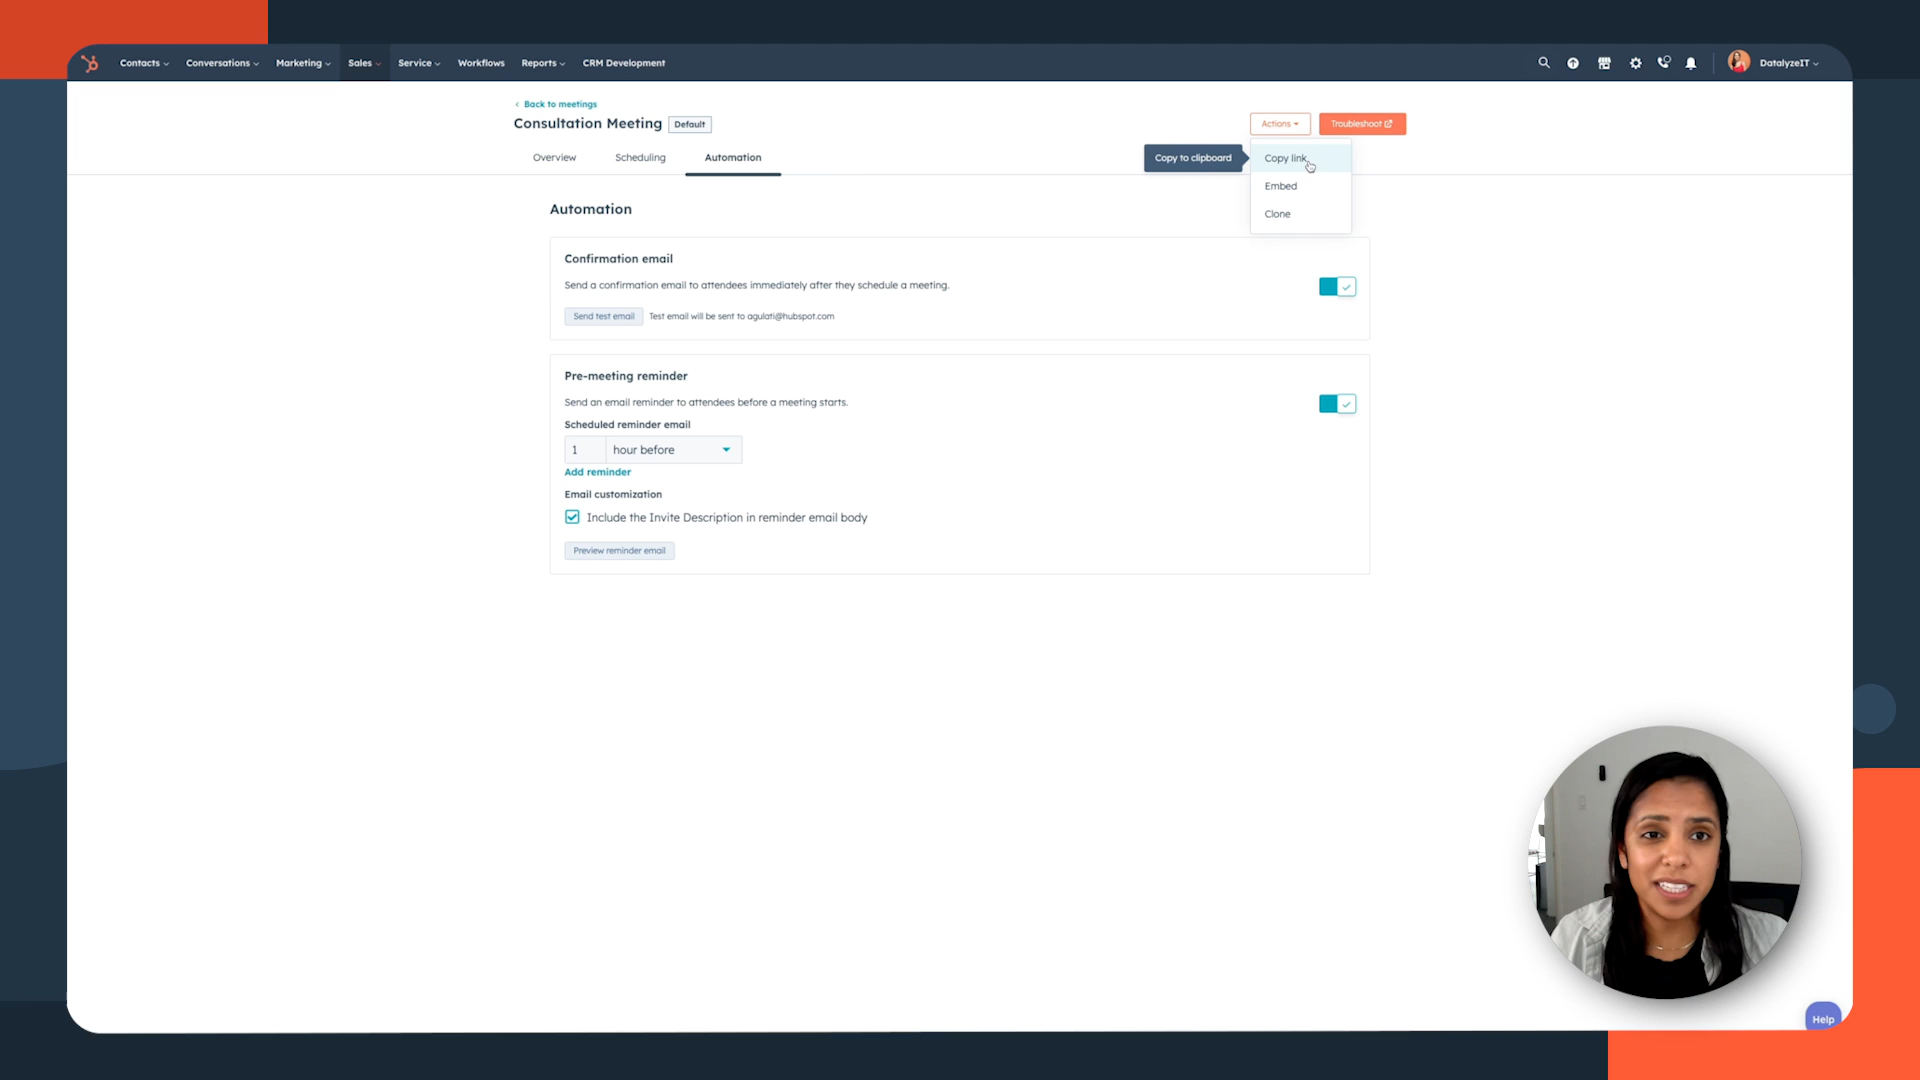 Contacts
Conversations
Marketing
Sales
Service
Workflows
Reports
CRM Development
DatalyzeIT
Back to meetings
Consultation Meeting
Default
Actions
Troubleshoot
Overview
Scheduling
Automation
Copy to clipboard
Copy link
Embed
Clone
Automation
Confirmation email
Send a confirmation email to attendees immediately after they schedule a meeting.
Send test email
Test email will be sent to agulati@hubspot.com
Pre-meeting reminder
Send an email reminder to attendees before a meeting starts.
Scheduled reminder email
1
hour before
Add reminder
Email customization
Include the Invite Description in reminder email body
Preview reminder email
Help